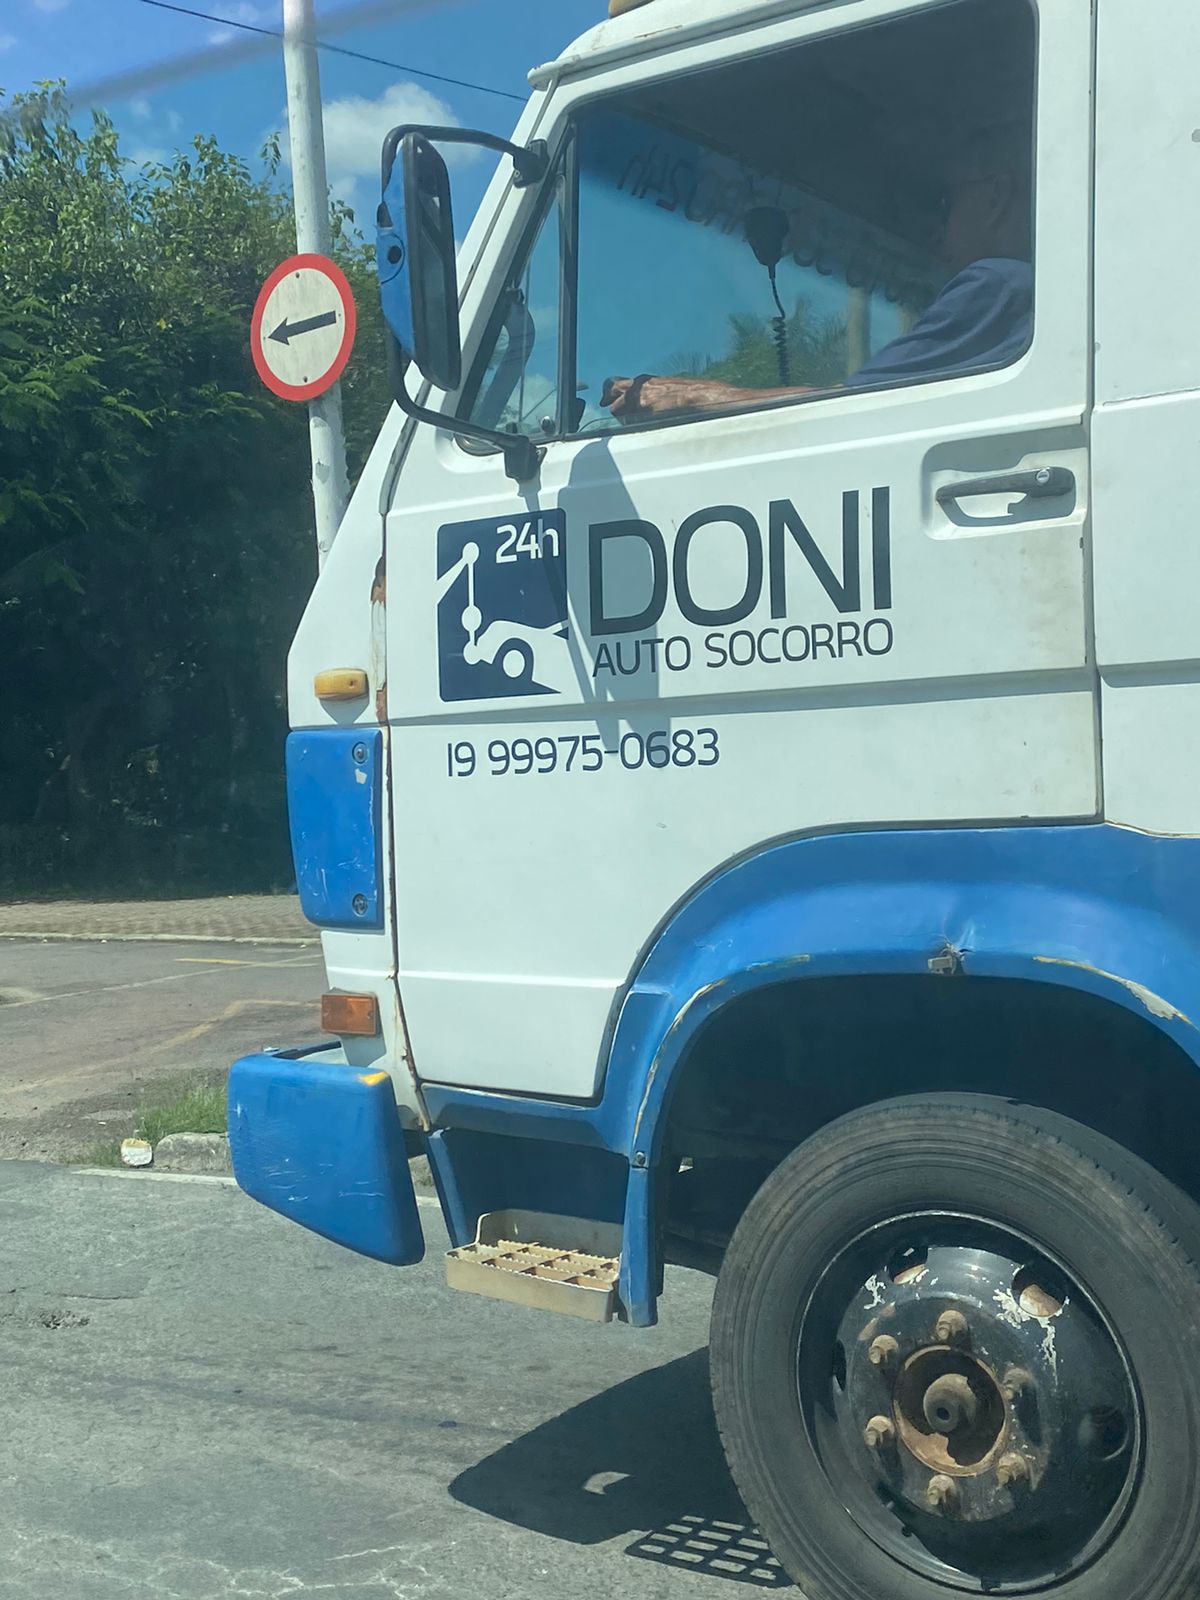 24h
DONI
AUTO SOCORRO
19 99975-0683